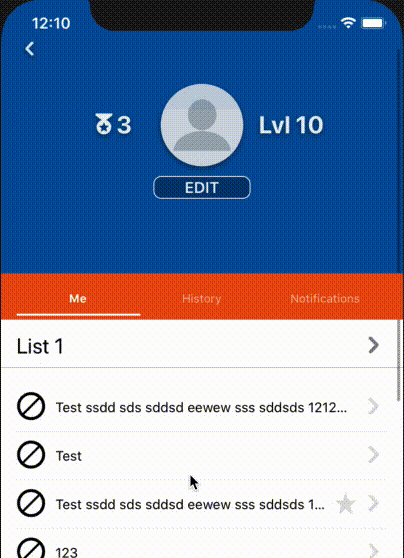 12:10
3
Lvl 10
EDIT
Me History Notifications
List 1
Test ssdd sds sddsd eewew sss sddsds 1212...
Test
Test ssdd sds sddsd eewew sss sddsds 1...
123